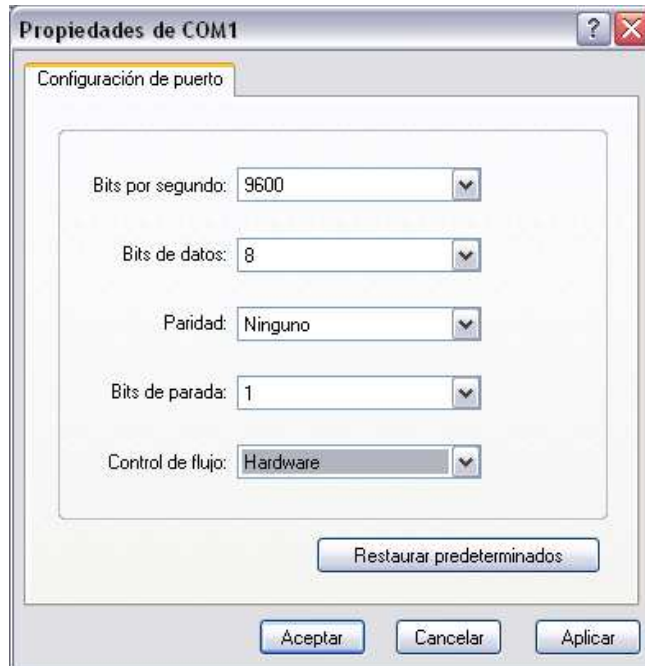 Propiedades de COM1
Configuración de puerto
Bits por segundo: 9600
Bits de datos: 8
Paridad: Ninguno
Bits de parada: 1
Control de flujo: Hardware
Restaurar predeterminados
Aceptar Cancelar Aplicar